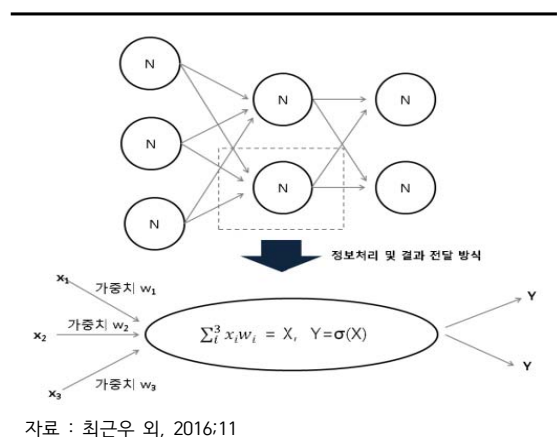 N
N
N
N
N
N
N
정보처리 및 결과 전달 방식
x₁
가중치 w₁
x₂
가중치 w₂
x₃
가중치 w₃
∑ᵢ³ xᵢwᵢ = X, Y=σ(X)
Y
Y
자료 : 최근우 외, 2016;11